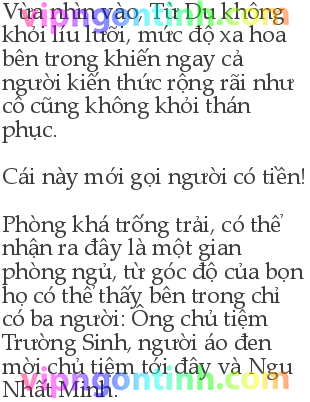 Vừa nhìn vào, Từ Du không
khỏi líu lưỡi, mức độ xa hoa
bên trong khiến ngay cả
người kiến thức rộng rãi như
cô cũng không khỏi thán
phục.
Cái này mới gọi người có tiền!
Phòng khá trống trải, có thể
nhận ra đây là một gian
phòng ngủ, từ góc độ của bọn
họ có thể thấy bên trong chỉ
có ba người: Ông chủ tiệm
Trường Sinh, người áo đen
mời chủ tiệm tới đây và Ngu
Nhất Minh.
vipngontinh.com
vipngontinh.com